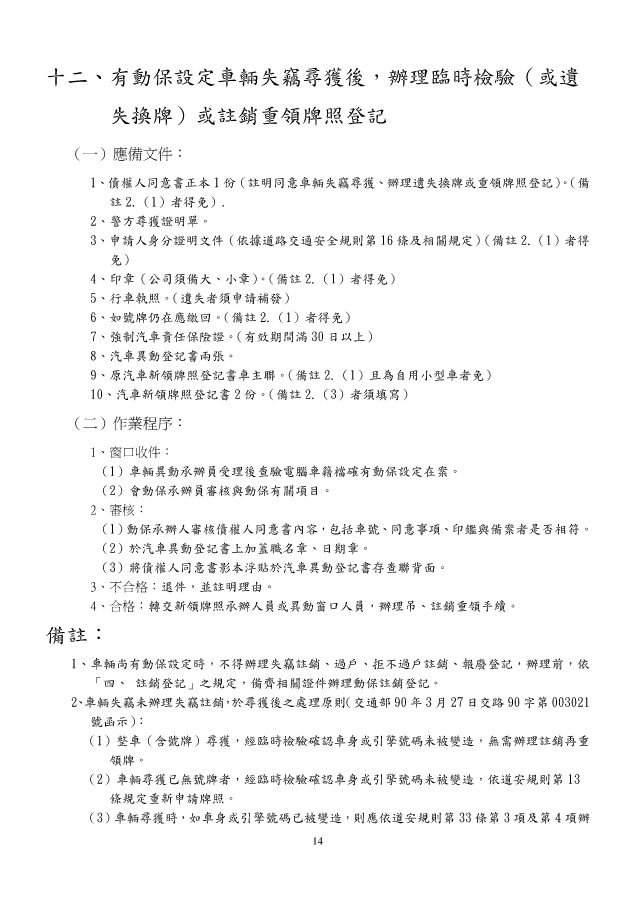 十二、有動保設定車輛失竊尋獲後，辦理臨時檢驗（或遺
失換牌）或註銷重領牌照登記
（一）應備文件：
1、債權人同意書正本 1 份（註明同意車輛失竊尋獲、辦理遺失換牌或重領牌照登記）。（備
註 2.（1）者得免）.
2、警方尋獲證明單。
3、申請人身分證明文件（依據道路交通安全規則第 16 條及相關規定）（備註 2.（1）者得
免）
4、印章（公司須備大、小章）。（備註 2.（1）者得免）
5、行車執照。（遺失者須申請補發）
6、如號牌仍在應繳回。（備註 2.（1）者得免）
7、強制汽車責任保險證。（有效期間滿 30 日以上）
8、汽車異動登記書兩張。
9、原汽車新領牌照登記書車主聯。（備註 2.（1）且為自用小型車者免）
10、汽車新領牌照登記書 2 份。（備註 2.（3）者須填寫）
（二）作業程序：
1、窗口收件：
（1）車輛異動承辦員受理後查驗電腦車籍檔確有動保設定在案。
（2）會動保承辦員審核與動保有關項目。
2、審核：
（1）動保承辦人審核債權人同意書內容，包括車號、同意事項、印鑑與備案者是否相符。
（2）於汽車異動登記書上加蓋職名章、日期章。
（3）將債權人同意書影本浮貼於汽車異動登記書存查聯背面。
3、不合格：退件，並註明理由。
4、合格：轉交新領牌照承辦人員或異動窗口人員，辦理吊、註銷重領手續。
備註：
1、車輛尚有動保設定時，不得辦理失竊註銷、過戶、拒不過戶註銷、報廢登記，辦理前，依
「四、 註銷登記」之規定，備齊相關證件辦理動保註銷登記。
2、車輛失竊未辦理失竊註銷，於尋獲後之處理原則（交通部 90 年 3 月 27 日交路 90 字第 003021
號函示）：
（1）整車（含號牌）尋獲，經臨時檢驗確認車身或引擎號碼未被變造，無需辦理註銷再重
領牌。
（2）車輛尋獲已無號牌者，經臨時檢驗確認車身或引擎號碼未被變造，依道安規則第 13
條規定重新申請牌照。
（3）車輛尋獲時，如車身或引擎號碼已被變造，則應依道安規則第 33 條第 3 項及第 4 項辦
14